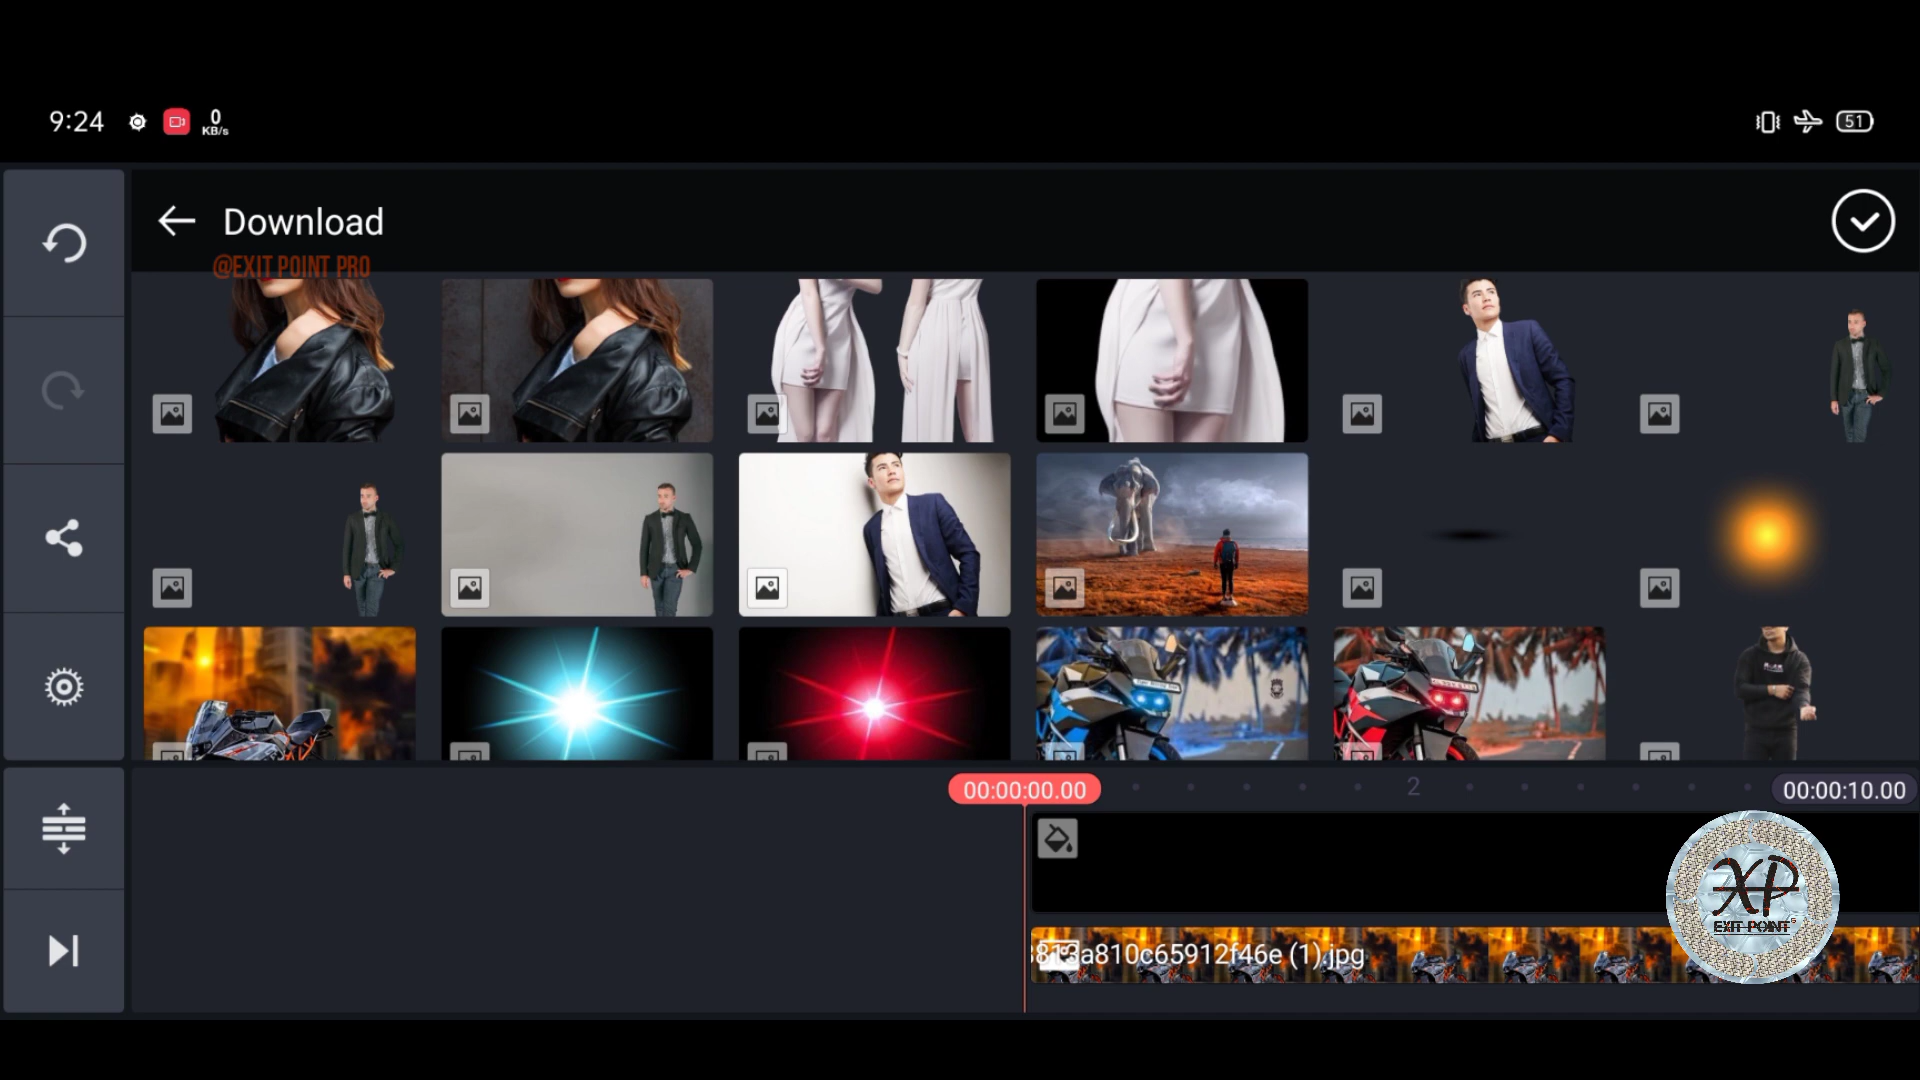 9:24
0
KB/s
51
Download
@EXIT POINT PRO
00:00:00.00
2
00:00:10.00
XP
EXIT POINT
813a810c65912f46e (1).jpg